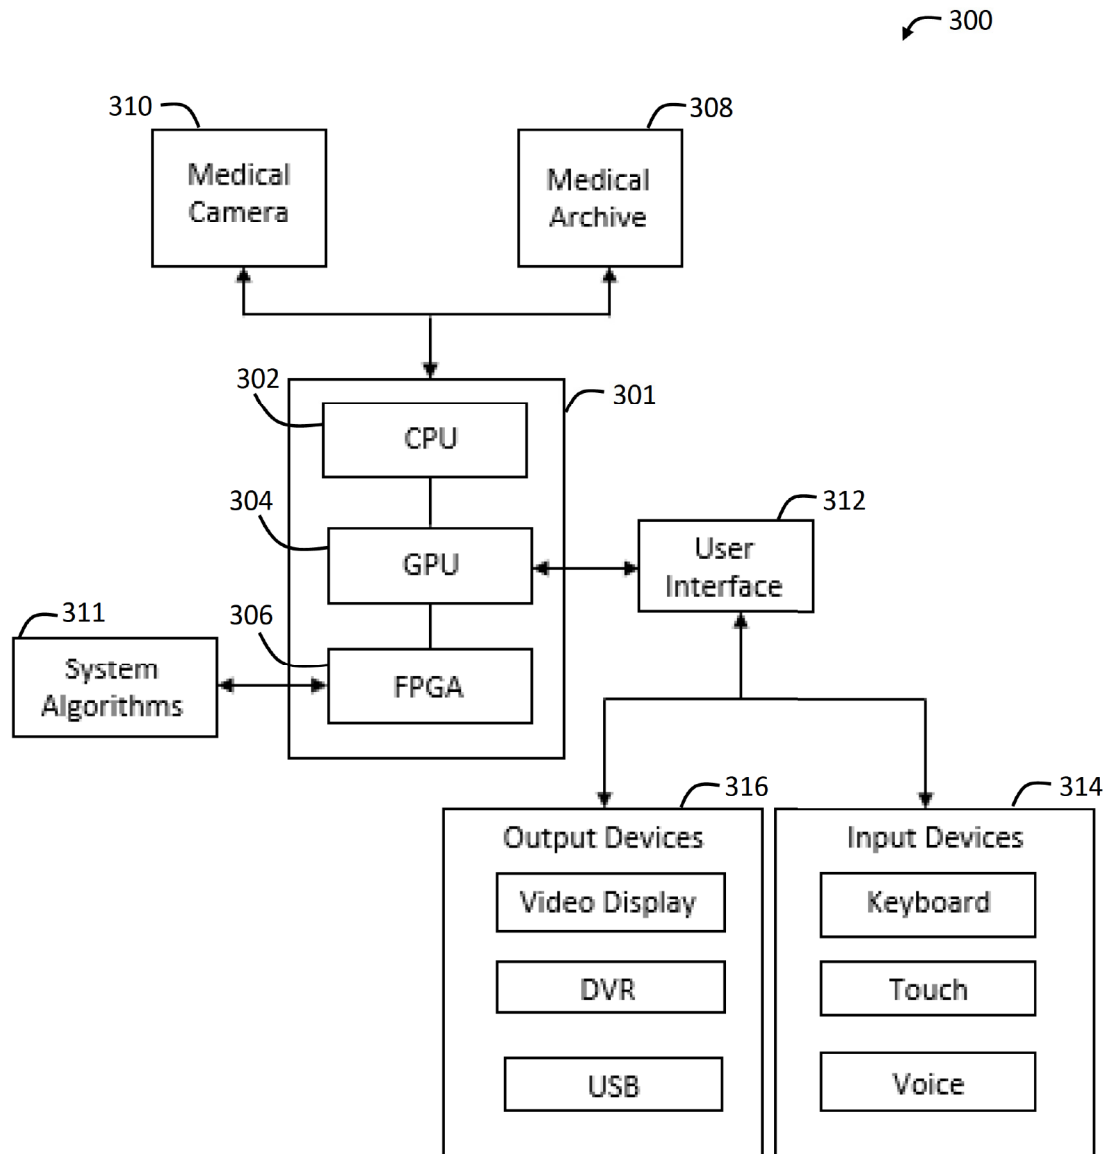 300
310
308
Medical
Camera
Medical
Archive
302
301
CPU
304
312
GPU
User
Interface
311
306
System
Algorithms
FPGA
316
314
Output Devices
Input Devices
Video Display
Keyboard
DVR
Touch
USB
Voice